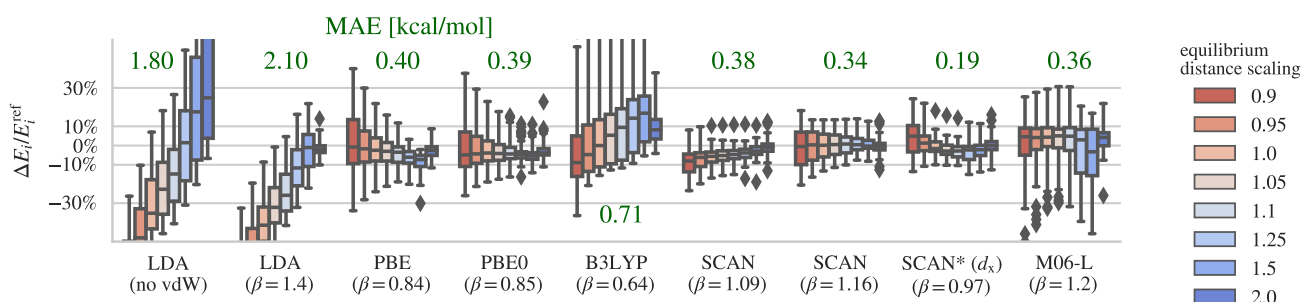 MAE [kcal/mol]
1.80 2.10 0.40 0.39 0.38 0.34 0.19 0.36
0.71
ΔE_i/E_i^ref
30%
10%
0%
−10%
−30%
LDA
(no vdW)
LDA
(β = 1.4)
PBE
(β = 0.84)
PBE0
(β = 0.85)
B3LYP
(β = 0.64)
SCAN
(β = 1.09)
SCAN
(β = 1.16)
SCAN* (d_x)
(β = 0.97)
M06-L
(β = 1.2)
equilibrium
distance scaling
0.9
0.95
1.0
1.05
1.1
1.25
1.5
2.0